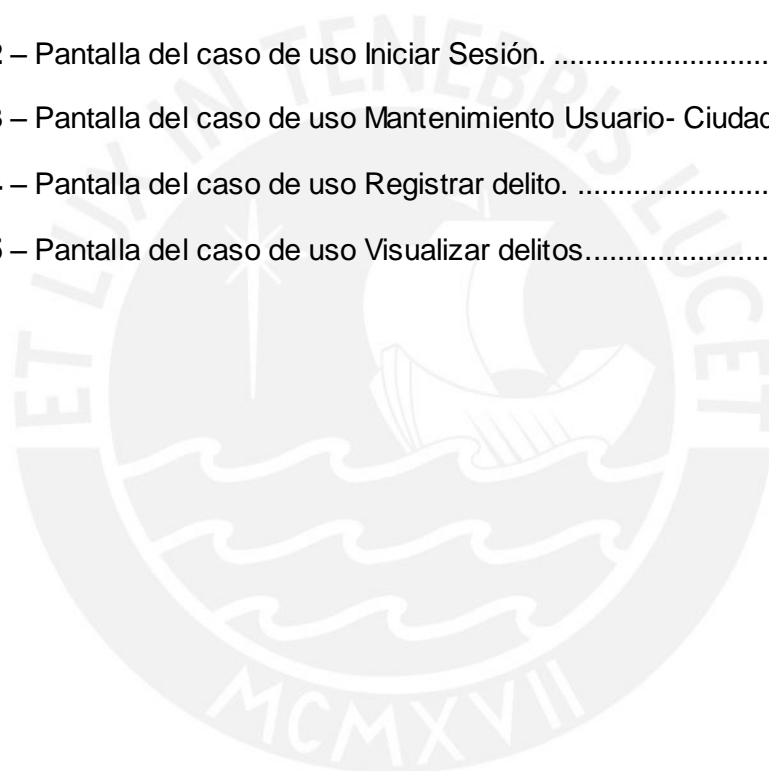 2 – Pantalla del caso de uso Iniciar Sesión. ...........................
3 – Pantalla del caso de uso Mantenimiento Usuario- Ciudad
– Pantalla del caso de uso Registrar delito. ........................
5 – Pantalla del caso de uso Visualizar delitos.......................
ET LUX IN TENEBRIS LUCET
MCMXVII